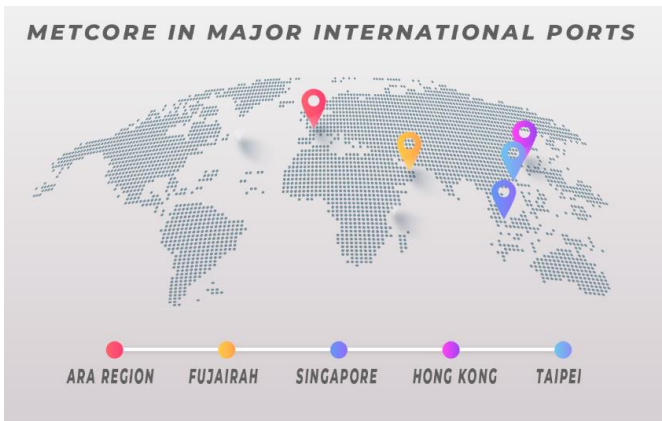 METCORE IN MAJOR INTERNATIONAL PORTS
ARA REGION FUJAIRAH SINGAPORE HONG KONG TAIPEI